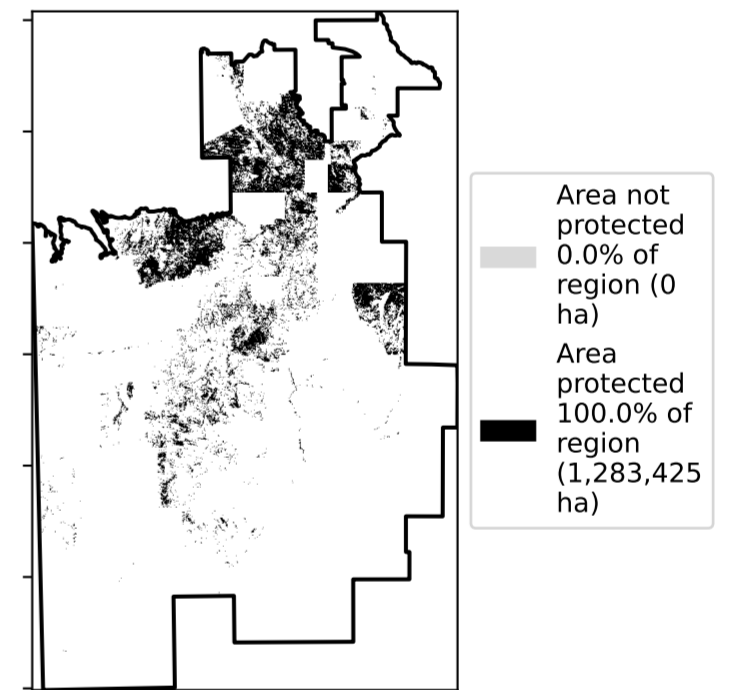 Area not
protected
0.0% of
region (0
ha)
Area
protected
100.0% of
region
(1,283,425
ha)